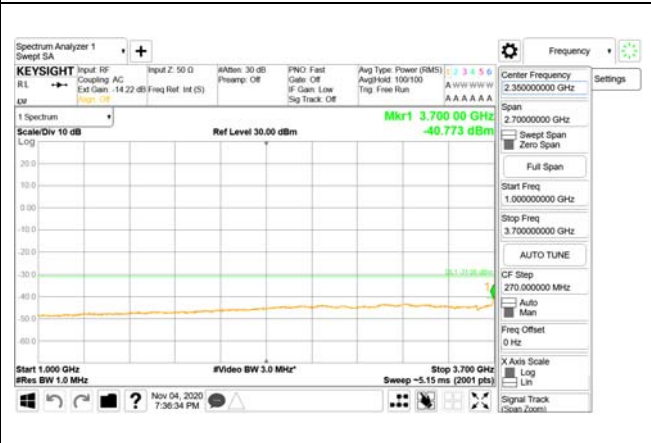 Spectrum Analyzer 1
Swept SA
+
Frequency
KEYSIGHT
RL
Input: RF
Coupling: AC
Ext Gain: -14.22 dB
Align: Off
Input Z: 50 Ω
Freq Ref: Int (S)
#Atten: 30 dB
Preamp: Off
PNO: Fast
Gate: Off
IF Gain: Low
Sig Track: Off
Avg Type: Power (RMS)
Avg|Hold: 100/100
Trig: Free Run
1 2 3 4 5 6
A W W W W W
A A A A A A
1 Spectrum
Scale/Div 10 dB
Log
Ref Level 30.00 dBm
Mkr1 3.700 00 GHz
-40.773 dBm
20.0
10.0
0.00
-10.0
-20.0
-30.0
-40.0
-50.0
-60.0
1
Start 1.000 GHz
#Res BW 1.0 MHz
#Video BW 3.0 MHz*
Stop 3.700 GHz
Sweep ~5.15 ms (2001 pts)
Nov 04, 2020
7:36:34 PM
?
Center Frequency
2.350000000 GHz
Settings
Span
2.70000000 GHz
Swept Span
Zero Span
Full Span
Start Freq
1.000000000 GHz
Stop Freq
3.700000000 GHz
AUTO TUNE
CF Step
270.000000 MHz
Auto
Man
Freq Offset
0 Hz
X Axis Scale
Log
Lin
Signal Track
(Span Zoom)